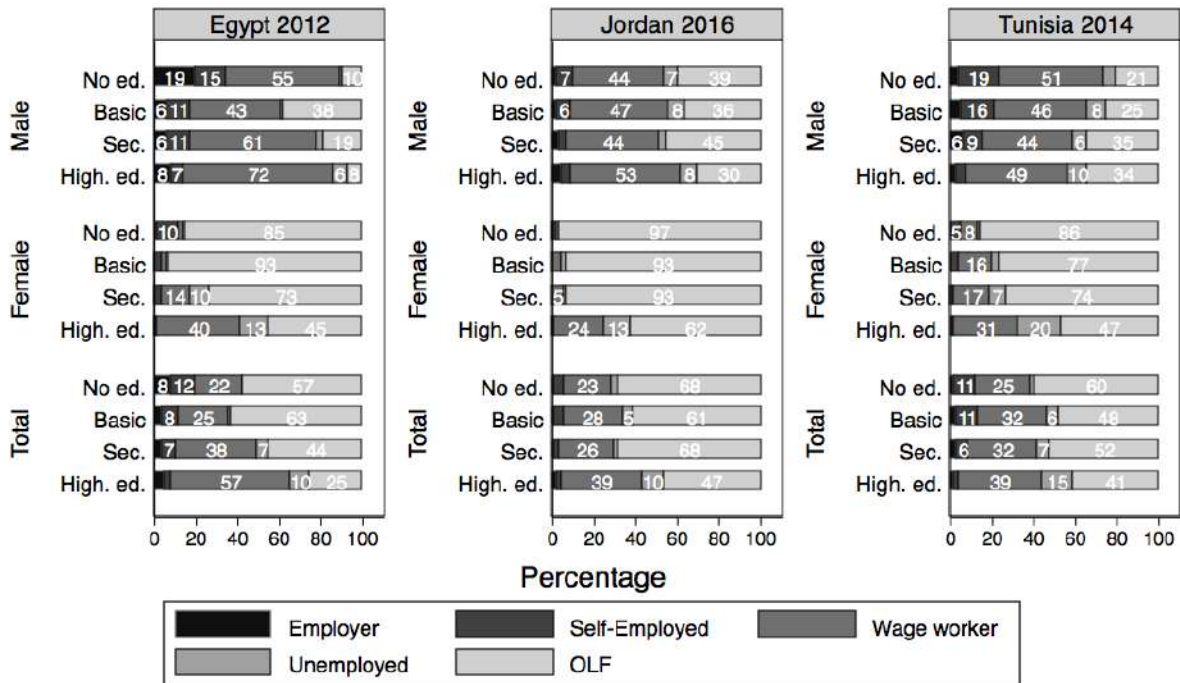 Egypt 2012 Jordan 2016 Tunisia 2014
Male
No ed. 19 15 55 10 No ed. 7 44 7 39 No ed. 19 51 21
Basic 6 11 43 38 Basic 6 47 8 36 Basic 16 46 8 25
Sec. 6 11 61 19 Sec. 44 45 Sec. 6 9 44 6 35
High. ed. 8 7 72 6 8 High. ed. 53 8 30 High. ed. 49 10 34
Female
No ed. 10 85 No ed. 97 No ed. 5 8 86
Basic 93 Basic 93 Basic 16 77
Sec. 14 10 73 Sec. 5 93 Sec. 17 7 74
High. ed. 40 13 45 High. ed. 24 13 62 High. ed. 31 20 47
Total
No ed. 8 12 22 57 No ed. 23 68 No ed. 11 25 60
Basic 8 25 63 Basic 28 5 61 Basic 11 32 6 48
Sec. 7 38 7 44 Sec. 26 68 Sec. 6 32 7 52
High. ed. 57 10 25 High. ed. 39 10 47 High. ed. 39 15 41
0 20 40 60 80 100 0 20 40 60 80 100 0 20 40 60 80 100
Percentage
Employer Self-Employed Wage worker
Unemployed OLF